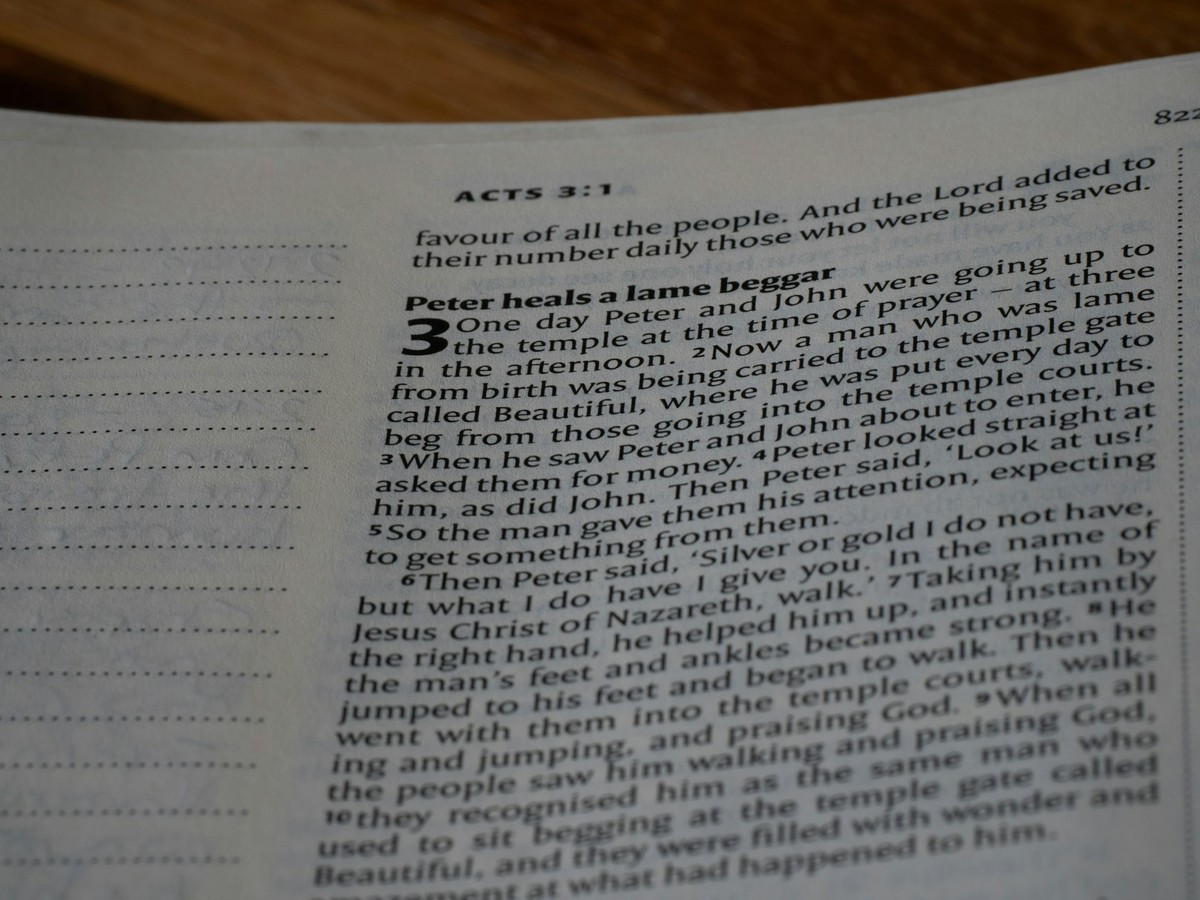 822
ACTS 3:1
favour of all the people. And the Lord added to
their number daily those who were being saved.
Peter heals a lame beggar
3 One day Peter and John were going up to
the temple at the time of prayer – at three
in the afternoon. 2 Now a man who was lame
from birth was being carried to the temple gate
called Beautiful, where he was put every day to
beg from those going into the temple courts.
3 When he saw Peter and John about to enter, he
asked them for money. 4 Peter looked straight at
him, as did John. Then Peter said, ‘Look at us!’
5 So the man gave them his attention, expecting
to get something from them.
6 Then Peter said, ‘Silver or gold I do not have,
but what I do have I give you. In the name of
Jesus Christ of Nazareth, walk.’ 7 Taking him by
the right hand, he helped him up, and instantly
the man’s feet and ankles became strong. 8 He
jumped to his feet and began to walk. Then he
went with them into the temple courts, walk-
ing and jumping, and praising God. 9 When all
the people saw him walking and praising God,
10 they recognised him as the same man who
used to sit begging at the temple gate called
Beautiful, and they were filled with wonder and
amazement at what had happened to him.